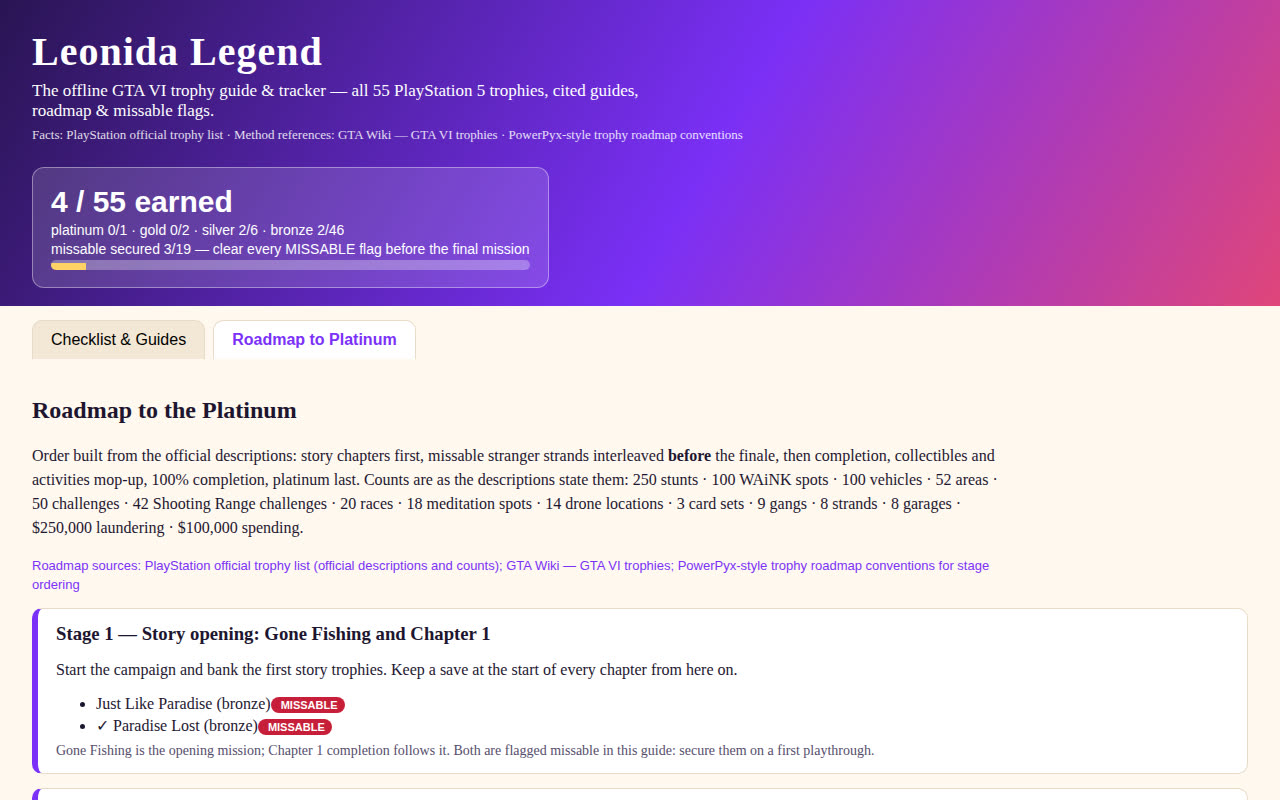 Leonida Legend
The offline GTA VI trophy guide & tracker — all 55 PlayStation 5 trophies, cited guides,
roadmap & missable flags.
Facts: PlayStation official trophy list · Method references: GTA Wiki — GTA VI trophies · PowerPyx-style trophy roadmap conventions
4 / 55 earned
platinum 0/1 · gold 0/2 · silver 2/6 · bronze 2/46
missable secured 3/19 — clear every MISSABLE flag before the final mission
Checklist & Guides
Roadmap to Platinum
Roadmap to the Platinum
Order built from the official descriptions: story chapters first, missable stranger strands interleaved before the finale, then completion, collectibles and
activities mop-up, 100% completion, platinum last. Counts are as the descriptions state them: 250 stunts · 100 WAiNK spots · 100 vehicles · 52 areas ·
50 challenges · 42 Shooting Range challenges · 20 races · 18 meditation spots · 14 drone locations · 3 card sets · 9 gangs · 8 strands · 8 garages ·
$250,000 laundering · $100,000 spending.
Roadmap sources: PlayStation official trophy list (official descriptions and counts); GTA Wiki — GTA VI trophies; PowerPyx-style trophy roadmap conventions for stage
ordering
Stage 1 — Story opening: Gone Fishing and Chapter 1
Start the campaign and bank the first story trophies. Keep a save at the start of every chapter from here on.
• Just Like Paradise (bronze) MISSABLE
• ✓ Paradise Lost (bronze) MISSABLE
Gone Fishing is the opening mission; Chapter 1 completion follows it. Both are flagged missable in this guide: secure them on a first playthrough.